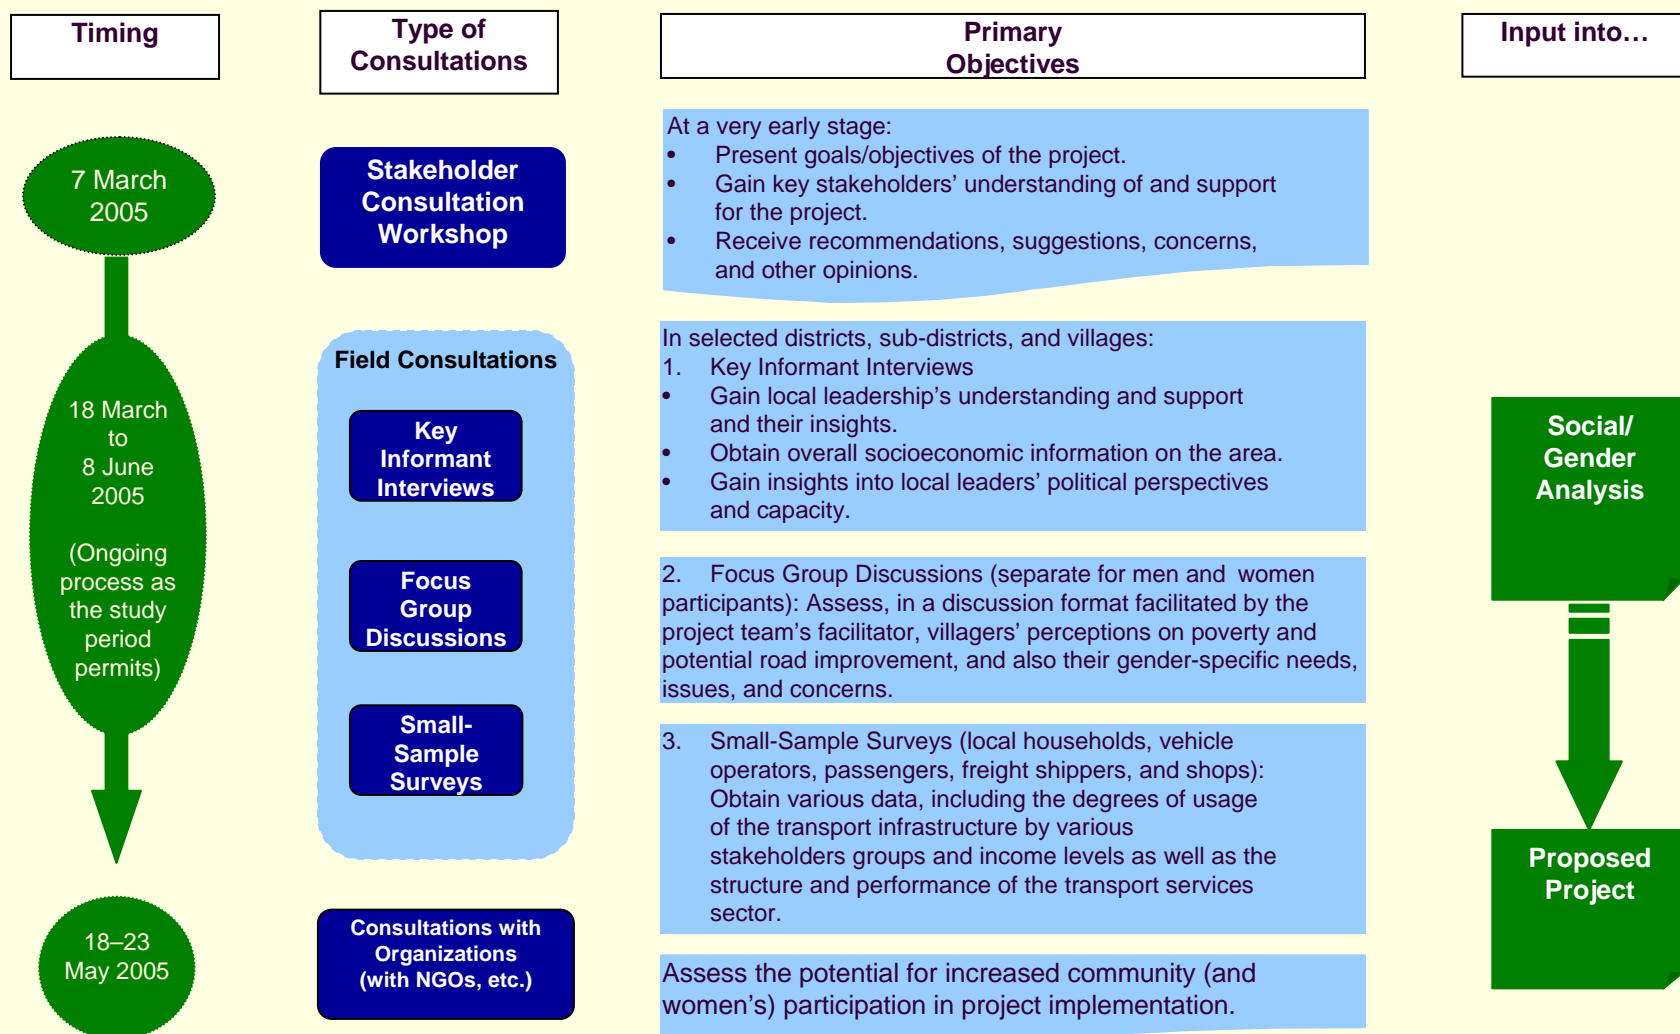 Timing
Type of
Consultations
Primary
Objectives
Input into…
7 March
2005
Stakeholder
Consultation
Workshop
At a very early stage:
• Present goals/objectives of the project.
• Gain key stakeholders’ understanding of and support
for the project.
• Receive recommendations, suggestions, concerns,
and other opinions.
18 March
to
8 June
2005
(Ongoing
process as
the study
period
permits)
Field Consultations
Key
Informant
Interviews
Focus
Group
Discussions
Small-
Sample
Surveys
In selected districts, sub-districts, and villages:
1. Key Informant Interviews
• Gain local leadership’s understanding and support
and their insights.
• Obtain overall socioeconomic information on the area.
• Gain insights into local leaders’ political perspectives
and capacity.
2. Focus Group Discussions (separate for men and women
participants): Assess, in a discussion format facilitated by the
project team’s facilitator, villagers’ perceptions on poverty and
potential road improvement, and also their gender-specific needs,
issues, and concerns.
3. Small-Sample Surveys (local households, vehicle
operators, passengers, freight shippers, and shops):
Obtain various data, including the degrees of usage
of the transport infrastructure by various
stakeholders groups and income levels as well as the
structure and performance of the transport services
sector.
Social/
Gender
Analysis
Proposed
Project
18–23
May 2005
Consultations with
Organizations
(with NGOs, etc.)
Assess the potential for increased community (and
women’s) participation in project implementation.